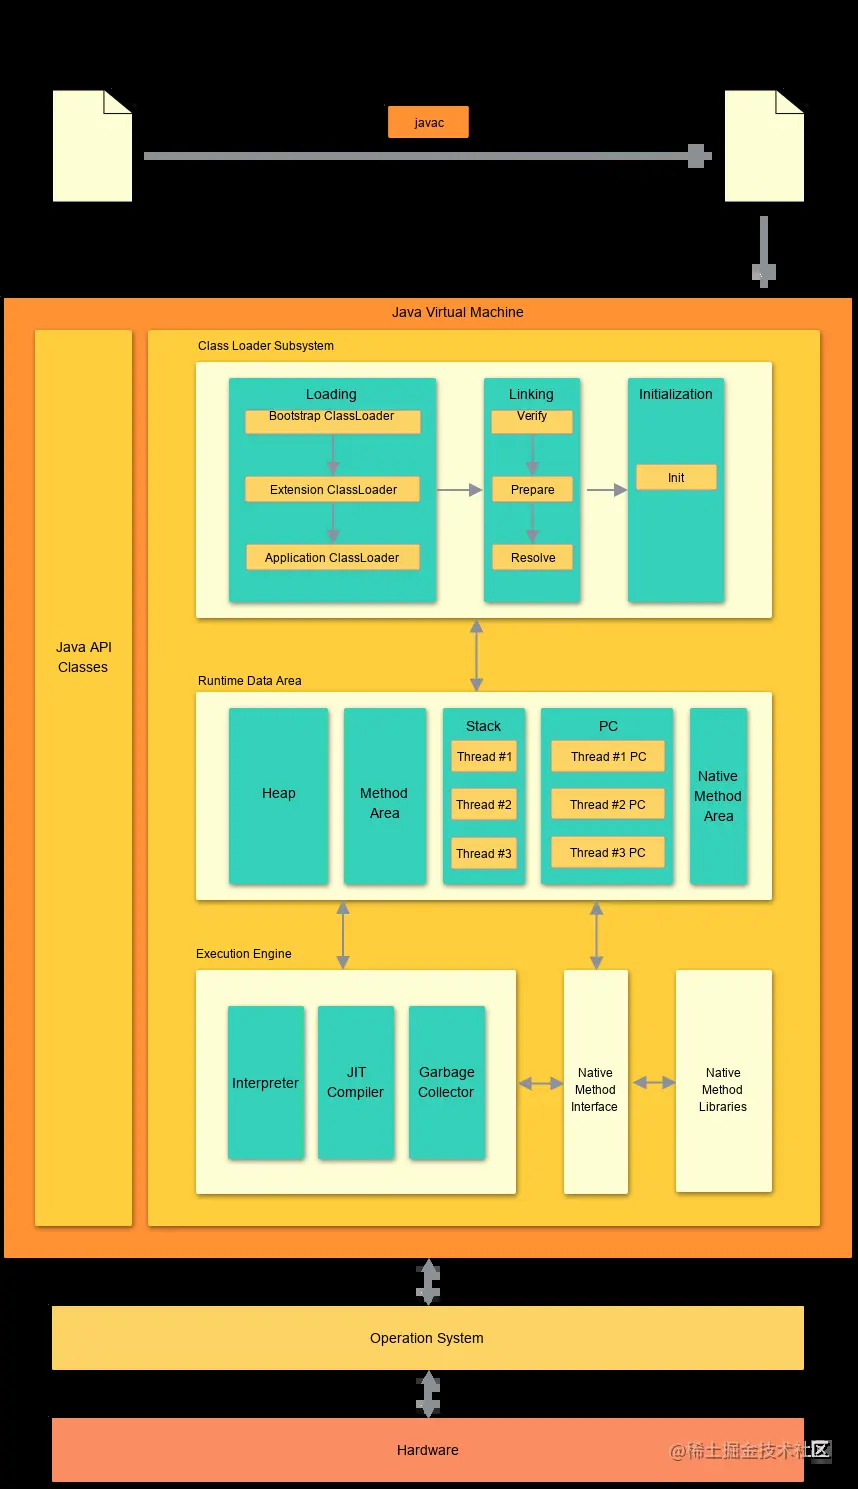 javac
Java Virtual Machine
Java API
Classes
Class Loader Subsystem
Loading
Bootstrap ClassLoader
Extension ClassLoader
Application ClassLoader
Linking
Verify
Prepare
Resolve
Initialization
Init
Runtime Data Area
Heap
Method
Area
Stack
Thread #1
Thread #2
Thread #3
PC
Thread #1 PC
Thread #2 PC
Thread #3 PC
Native
Method
Area
Execution Engine
Interpreter
JIT
Compiler
Garbage
Collector
Native
Method
Interface
Native
Method
Libraries
Operation System
Hardware
@稀土掘金技术社区